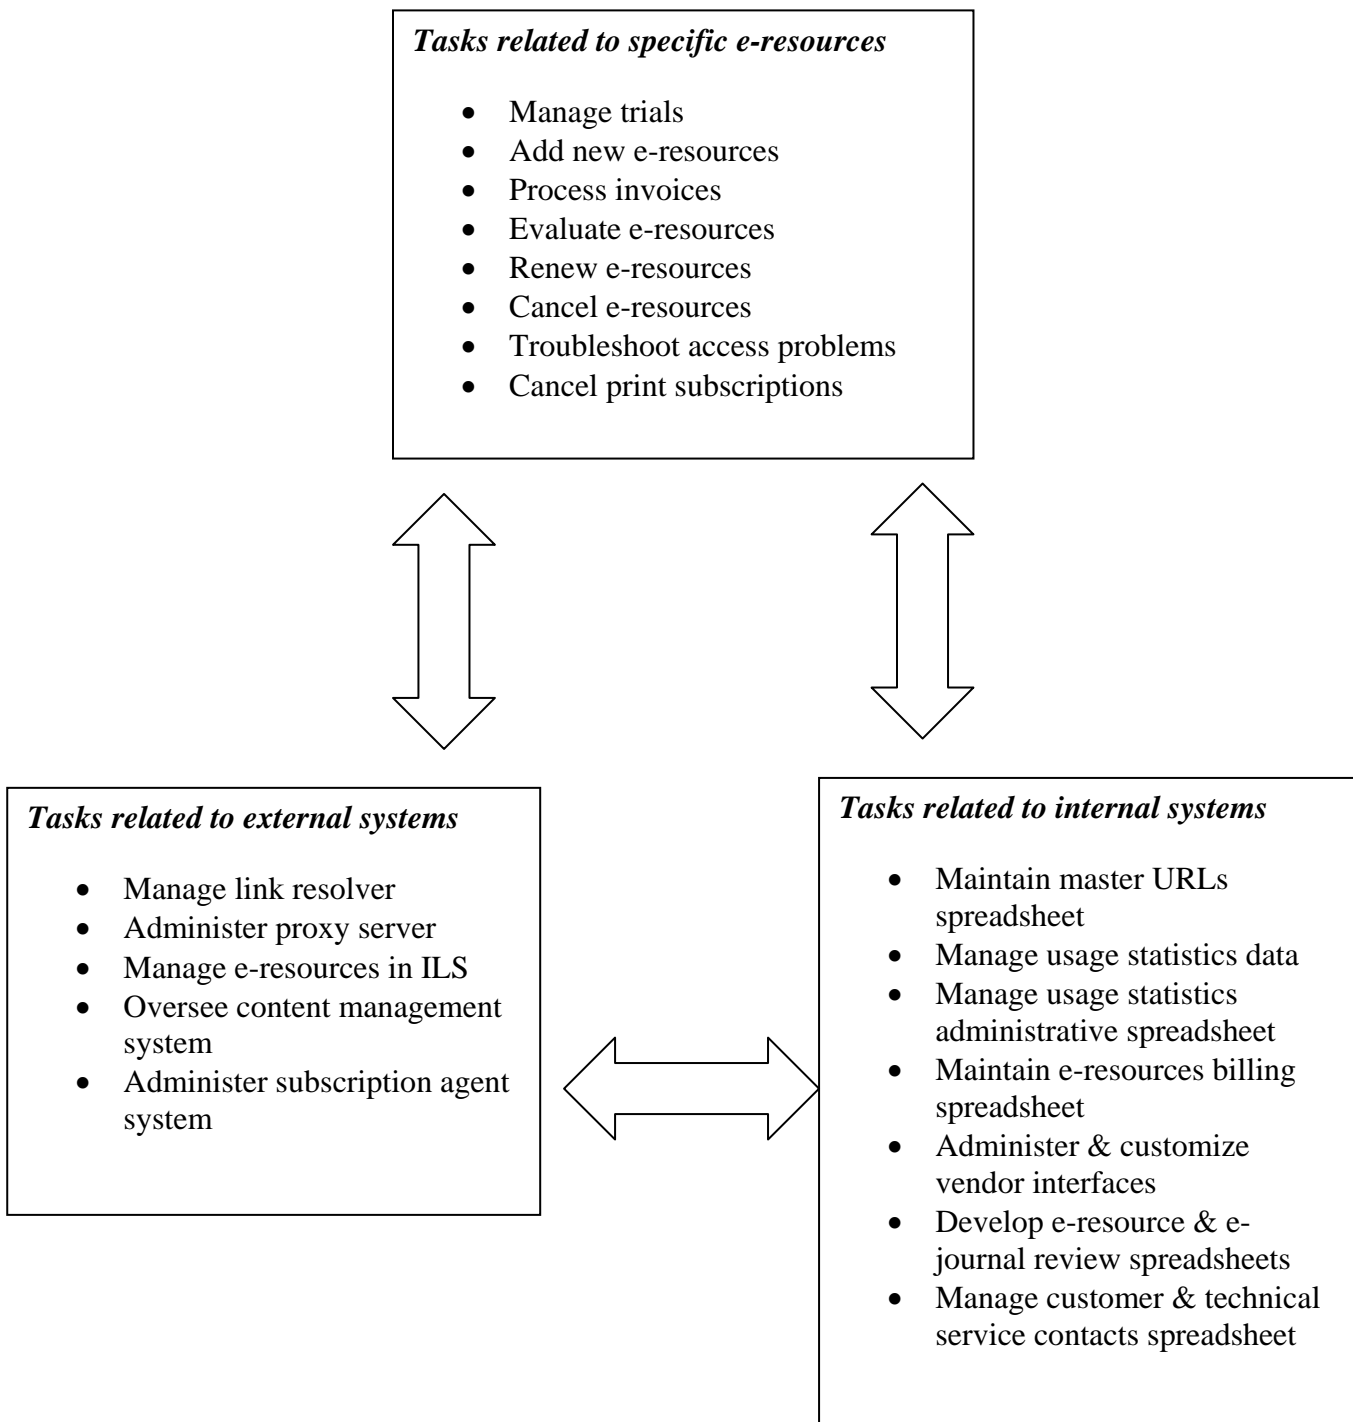 Tasks related to specific e-resources
• Manage trials
• Add new e-resources
• Process invoices
• Evaluate e-resources
• Renew e-resources
• Cancel e-resources
• Troubleshoot access problems
• Cancel print subscriptions
Tasks related to external systems
• Manage link resolver
• Administer proxy server
• Manage e-resources in ILS
• Oversee content management
system
• Administer subscription agent
system
Tasks related to internal systems
• Maintain master URLs
spreadsheet
• Manage usage statistics data
• Manage usage statistics
administrative spreadsheet
• Maintain e-resources billing
spreadsheet
• Administer & customize
vendor interfaces
• Develop e-resource & e-
journal review spreadsheets
• Manage customer & technical
service contacts spreadsheet